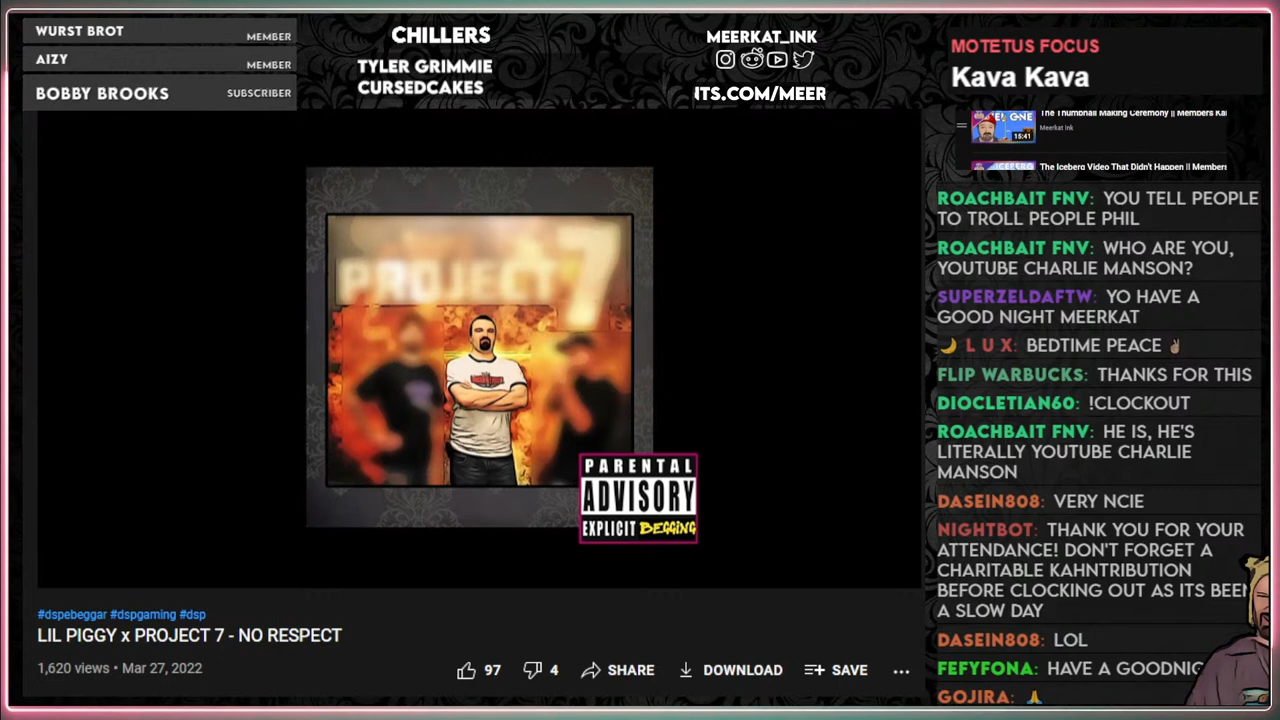 WURST BROT
MEMBER
AIZY
MEMBER
BOBBY BROOKS
SUBSCRIBER
CHILLERS
TYLER GRIMMIE
CURSEDCAKES
MEERKAT_INK
ITS.COM/MEER
MOTETUS FOCUS
Kava Kava
The Thumbnail Making Ceremony || Members Kal
Meerkat Ink
15:41
The Iceberg Video That Didn't Happen || Members
PROJECT 7
PARENTAL
ADVISORY
EXPLICIT BEGGING
#dspebeggar #dspgaming #dsp
LIL PIGGY x PROJECT 7 - NO RESPECT
1,620 views • Mar 27, 2022
97
4
SHARE
DOWNLOAD
SAVE
ROACHBAIT FNV: YOU TELL PEOPLE
TO TROLL PEOPLE PHIL
ROACHBAIT FNV: WHO ARE YOU,
YOUTUBE CHARLIE MANSON?
SUPERZELDAFTW: YO HAVE A
GOOD NIGHT MEERKAT
L U X: BEDTIME PEACE
FLIP WARBUCKS: THANKS FOR THIS
DIOCLETIAN60: !CLOCKOUT
ROACHBAIT FNV: HE IS, HE'S
LITERALLY YOUTUBE CHARLIE
MANSON
DASEIN808: VERY NCIE
NIGHTBOT: THANK YOU FOR YOUR
ATTENDANCE! DON'T FORGET A
CHARITABLE KAHNTRIBUTION
BEFORE CLOCKING OUT AS ITS BEEN
A SLOW DAY
DASEIN808: LOL
FEFYFONA: HAVE A GOODNIG
GOJIRA: